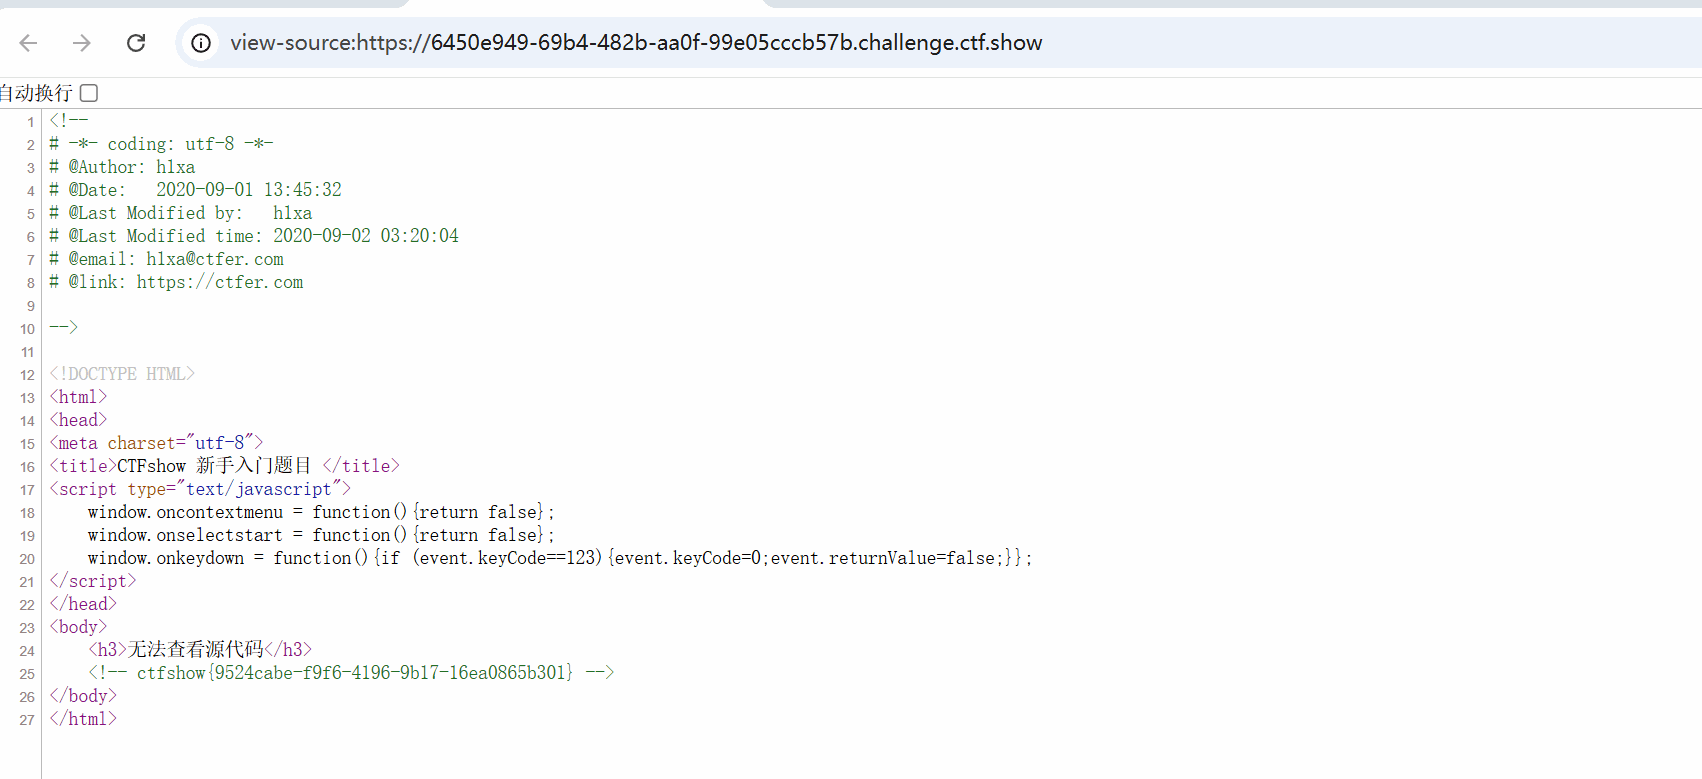 view-source:https://6450e949-69b4-482b-aa0f-99e05cccb57b.challenge.ctf.show
自动换行
1 <!--
2 # -*- coding: utf-8 -*-
3 # @Author: h1xa
4 # @Date:   2020-09-01 13:45:32
5 # @Last Modified by:   h1xa
6 # @Last Modified time: 2020-09-02 03:20:04
7 # @email: h1xa@ctfer.com
8 # @link: https://ctfer.com
9
10 -->
11
12 <!DOCTYPE HTML>
13 <html>
14 <head>
15 <meta charset="utf-8">
16 <title>CTFshow 新手入门题目 </title>
17 <script type="text/javascript">
18     window.oncontextmenu = function(){return false};
19     window.onselectstart = function(){return false};
20     window.onkeydown = function(){if (event.keyCode==123){event.keyCode=0;event.returnValue=false;}};
21 </script>
22 </head>
23 <body>
24     <h3>无法查看源代码</h3>
25     <!-- ctfshow{9524cabe-f9f6-4196-9b17-16ea0865b301} -->
26 </body>
27 </html>